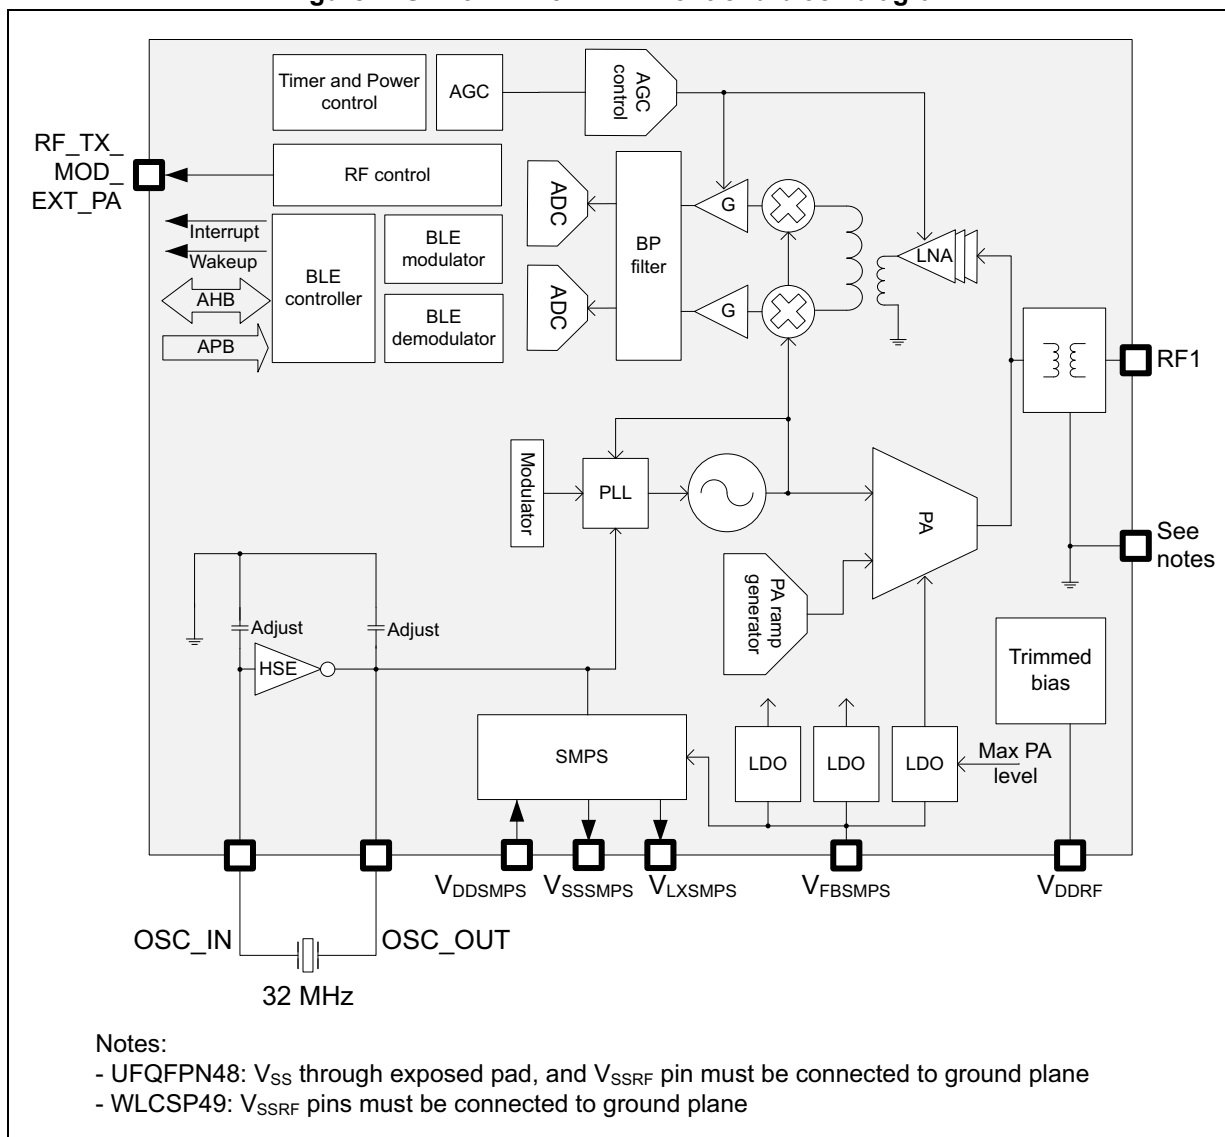 Timer and Power
control
AGC
AGC
control
RF_TX_
MOD_
EXT_PA
RF control
ADC
BP
filter
G
LNA
Interrupt
Wakeup
AHB
APB
BLE
controller
BLE
modulator
BLE
demodulator
ADC
G
RF1
Modulator
PLL
PA
See
notes
PA ramp
generator
Adjust
Adjust
HSE
Trimmed
bias
SMPS
LDO
LDO
LDO
Max PA
level
VDDSMPS
VSSSMPS
VLXSMPS
VFBSMPS
VDDRF
OSC_IN
OSC_OUT
32 MHz
Notes:
- UFQFPN48: VSS through exposed pad, and VSSRF pin must be connected to ground plane
- WLCSP49: VSSRF pins must be connected to ground plane